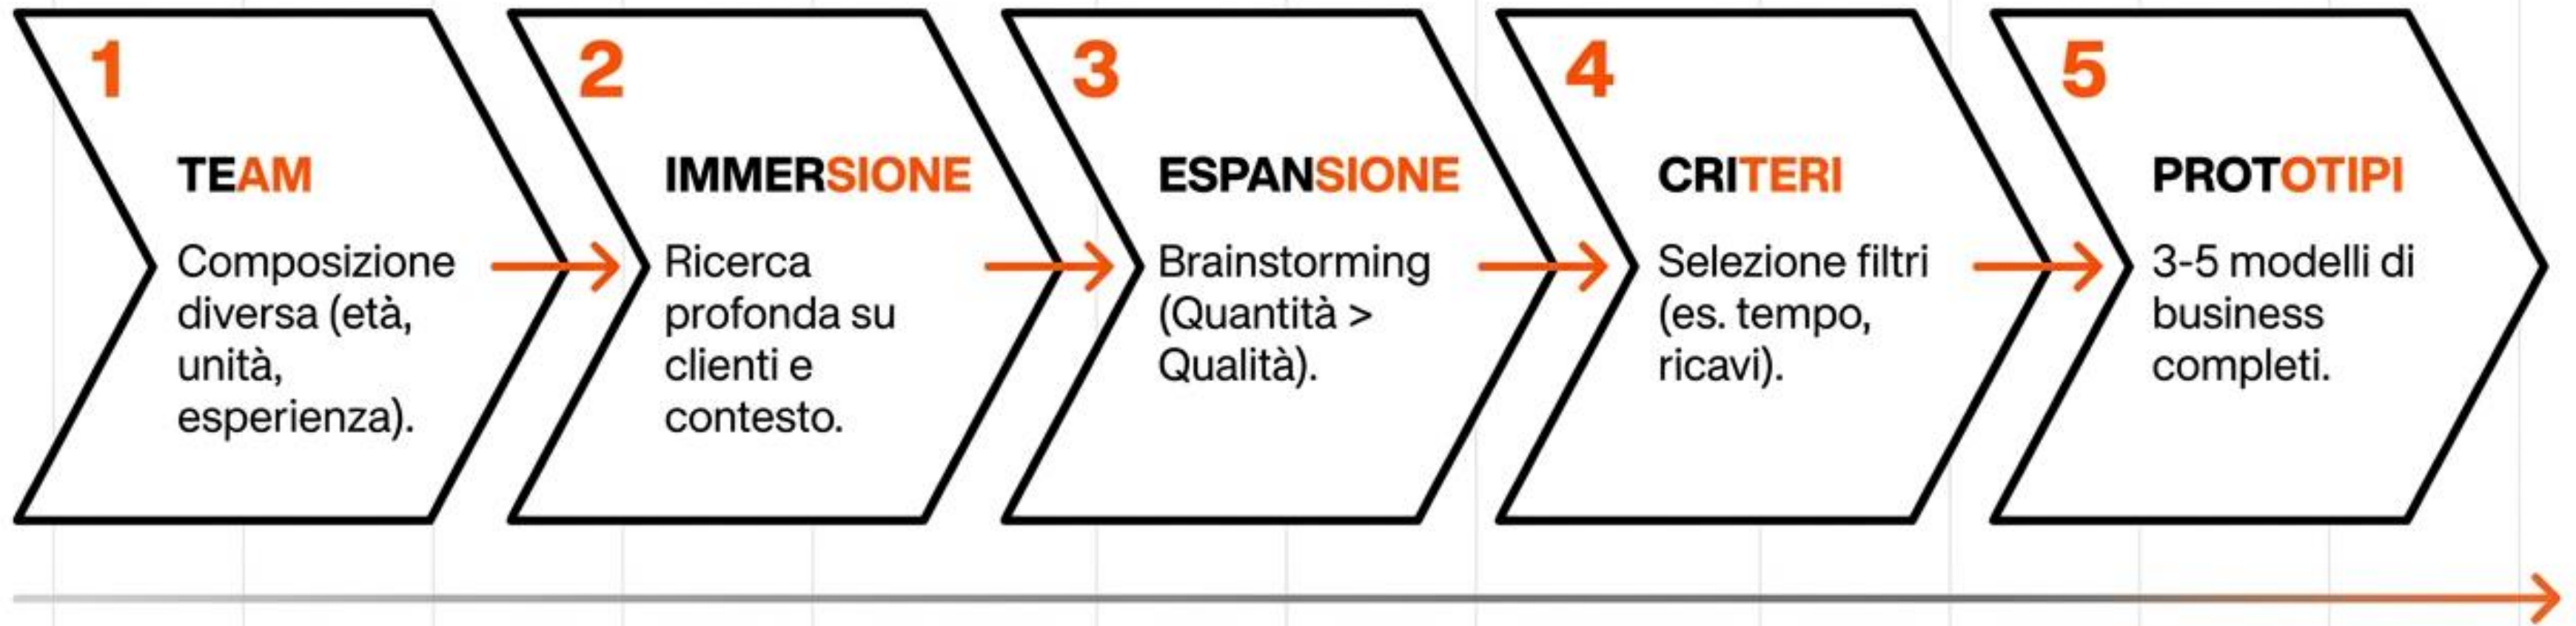 1
TEAM
Composizione
diversa (età,
unità,
esperienza).
2
IMMERSIONE
Ricerca
profonda su
clienti e
contesto.
3
ESPANSIONE
Brainstorming
(Quantità >
Qualità).
4
CRITERI
Selezione filtri
(es. tempo,
ricavi).
5
PROTOTIPI
3-5 modelli di
business
completi.